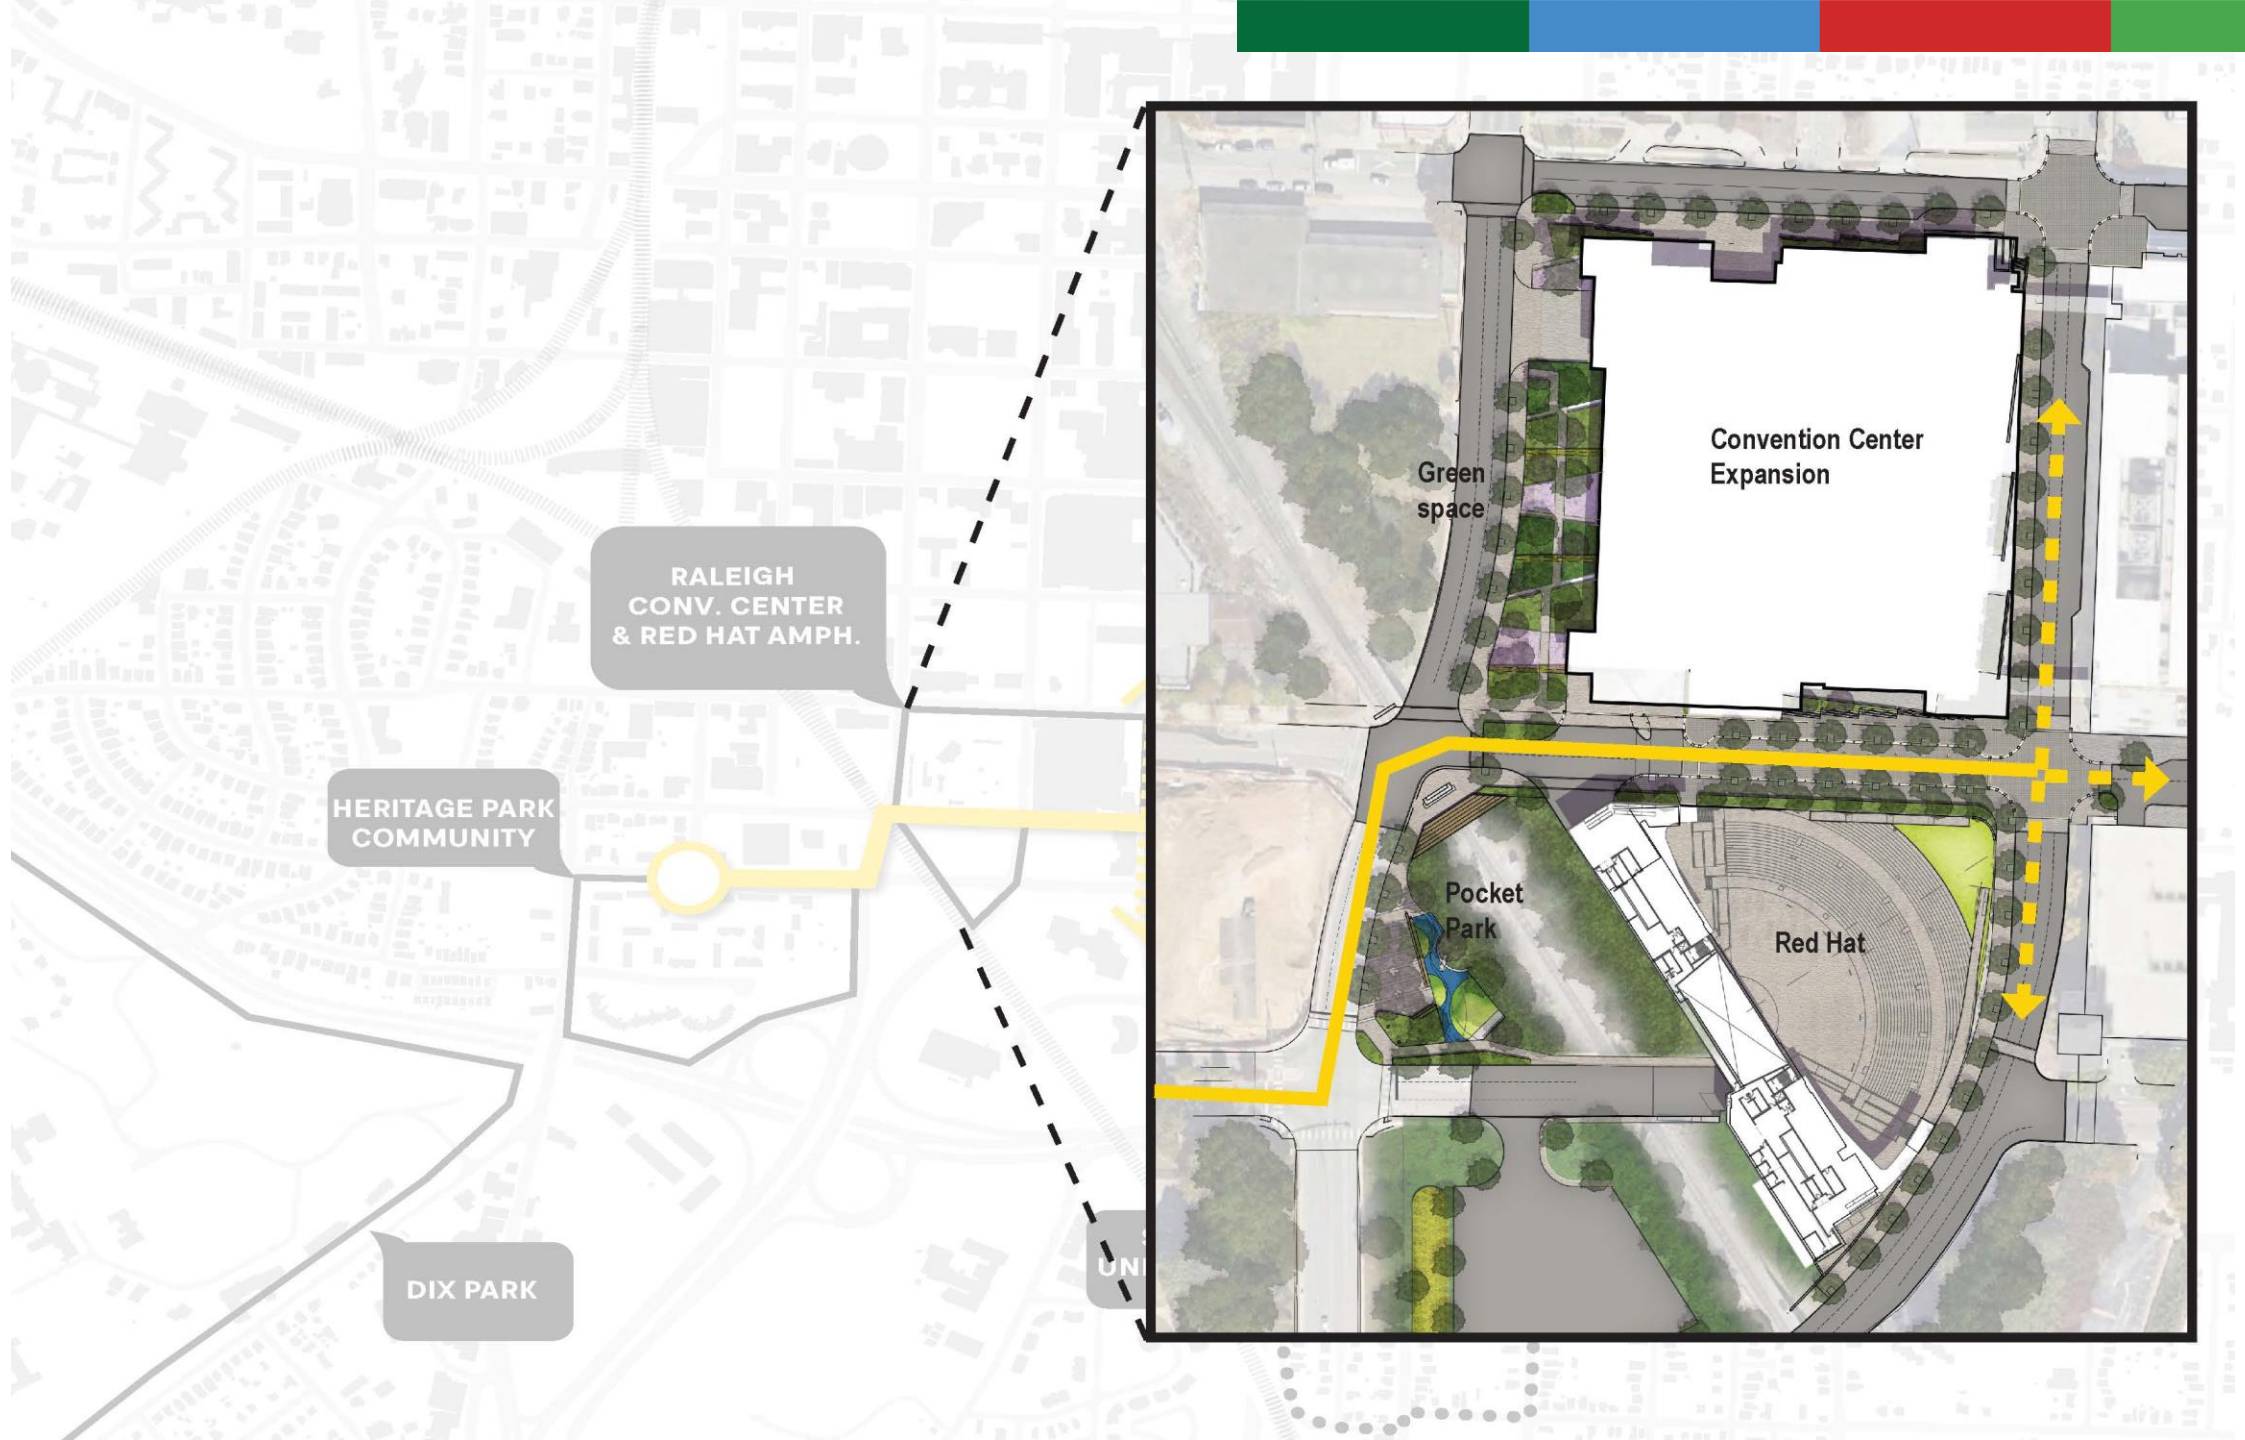 RALEIGH
CONV. CENTER
& RED HAT AMPH.
HERITAGE PARK
COMMUNITY
DIX PARK
UNI
Convention Center
Expansion
Green
space
Pocket
Park
Red Hat